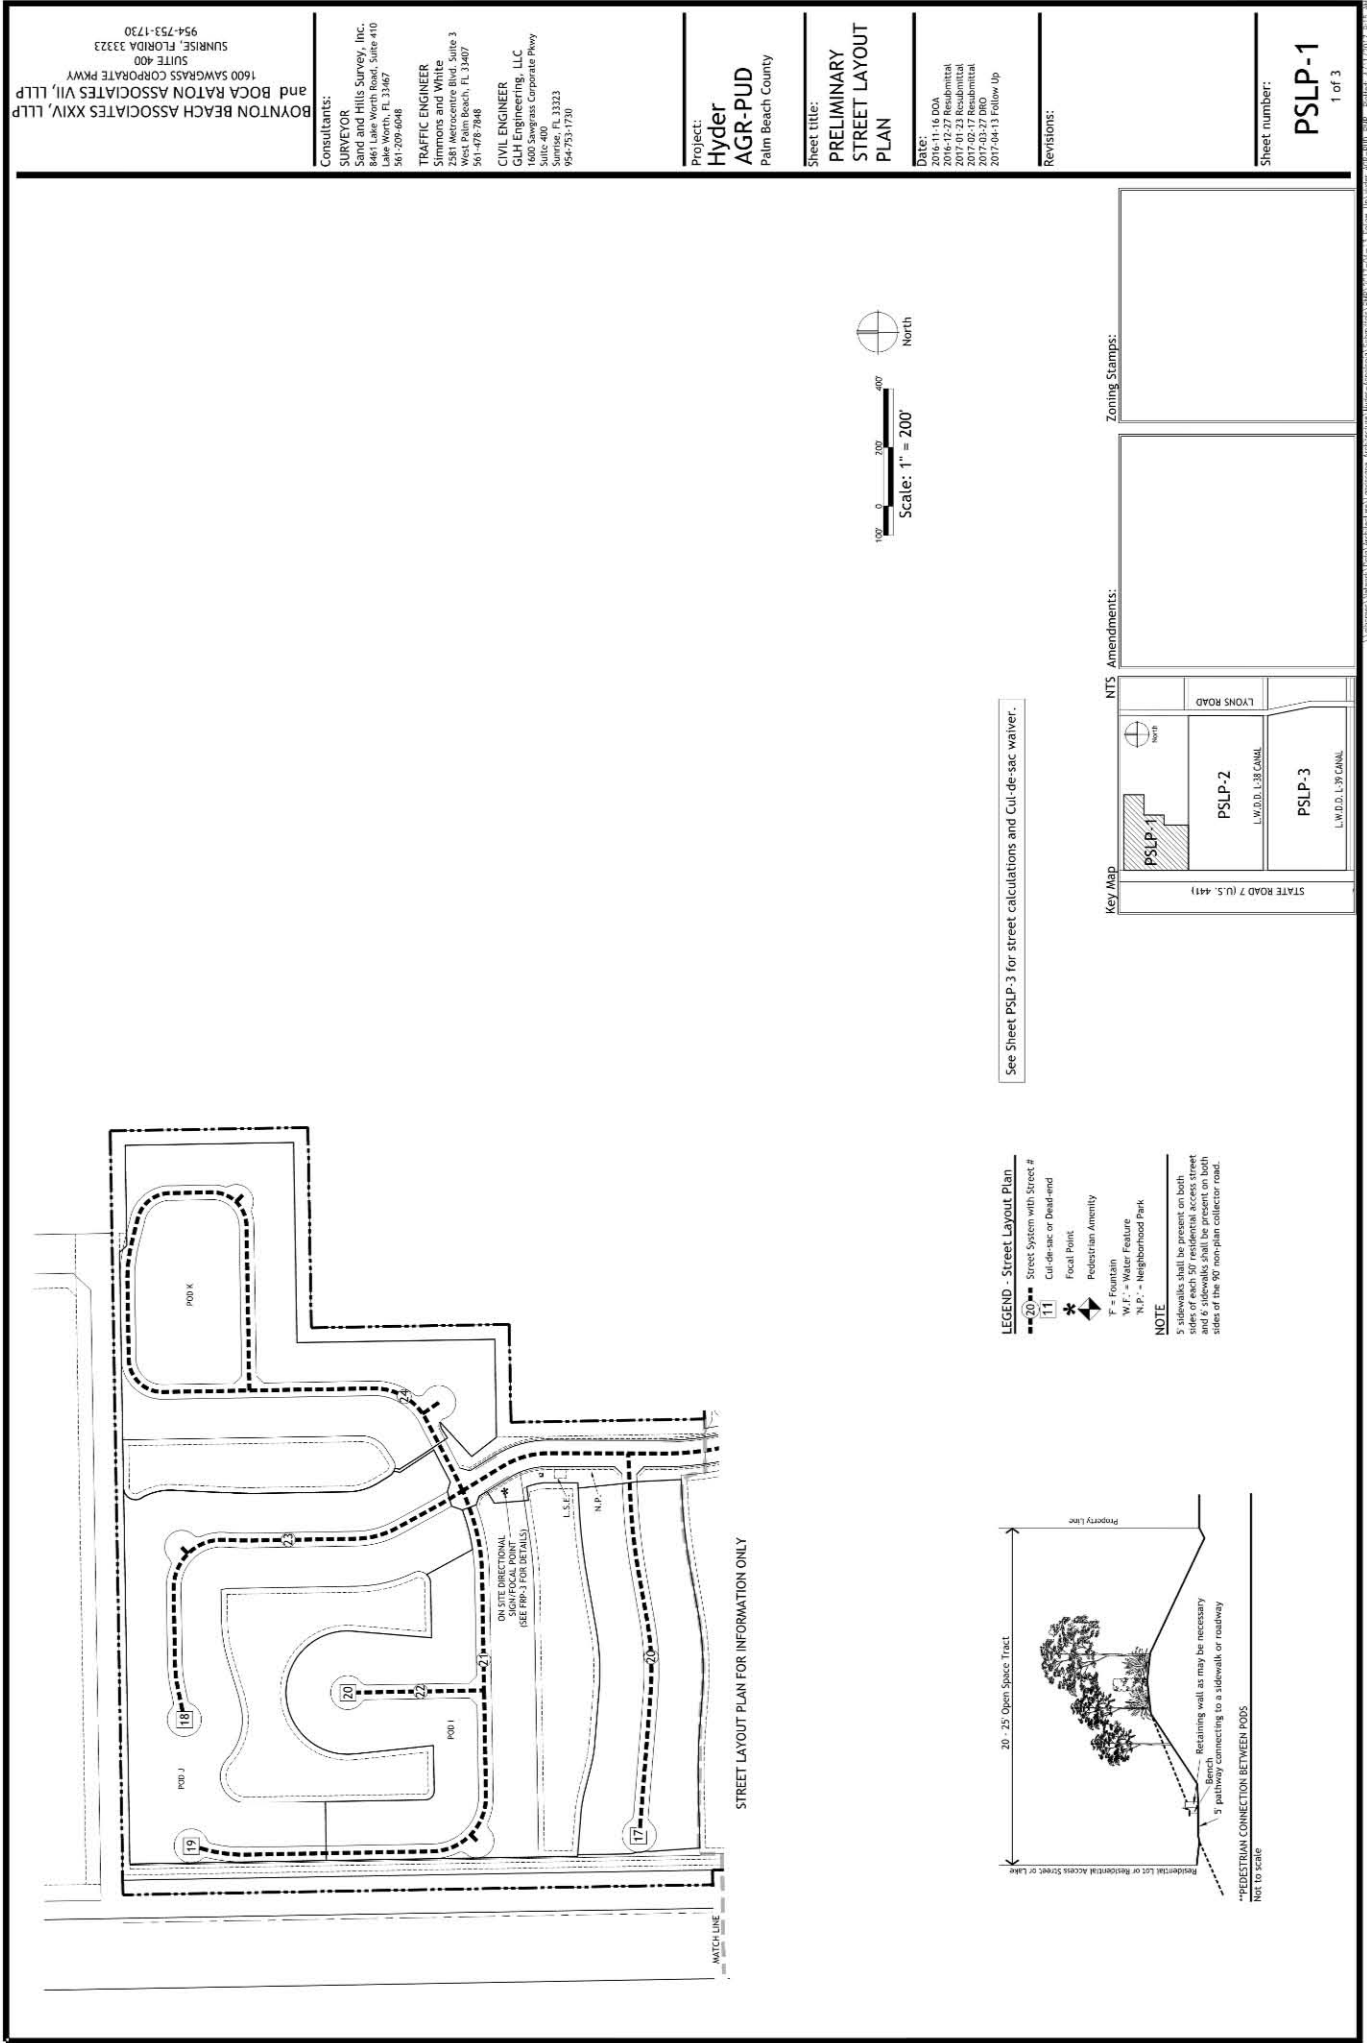 BOYNTON BEACH ASSOCIATES XXIV, LLLP
and BOCA RATON ASSOCIATES VII, LLLP
1600 SAWGRASS CORPORATE PKWY
SUITE 400
SUNRISE, FLORIDA 33323
954-753-1730
Consultants:
SURVEYOR
Sand and Hills Survey, Inc.
8461 Lake Worth Road, Suite 410
Lake Worth, FL 33467
561-209-6048
TRAFFIC ENGINEER
Simmons and White
2581 Metrocentre Blvd. Suite 3
West Palm Beach, FL 33407
561-478-7848
CIVIL ENGINEER
GLH Engineering, LLC
1600 Sawgrass Corporate Pkwy
Suite 400
Sunrise, FL 33323
954-753-1730
Project:
Hyder
AGR-PUD
Palm Beach County
Sheet title:
PRELIMINARY
STREET LAYOUT
PLAN
Date:
2016-11-16 DOA
2016-12-27 Resubmittal
2017-01-23 Resubmittal
2017-02-17 Resubmittal
2017-03-27 DRO
2017-04-13 Follow Up
Revisions:
Sheet number:
PSLP-1
1 of 3
POD K
24
23
18
POD J
19
20
22
21
POD I
ON SITE DIRECTIONAL
SIGN/FOCAL POINT
(SEE FRP-3 FOR DETAILS)
L.S.E.
N.P.
20
17
MATCH LINE
STREET LAYOUT PLAN FOR INFORMATION ONLY
North
100'
0
200'
400'
Scale: 1" = 200'
20 - 25' Open Space Tract
Residential Lot or Residential Access Street or Lake
Property Line
Retaining wall as may be necessary
Bench
5' pathway connecting to a sidewalk or roadway
**PEDESTRIAN CONNECTION BETWEEN PODS
Not to scale
LEGEND - Street Layout Plan
20 Street System with Street #
11 Cul-de-sac or Dead-end
* Focal Point
Pedestrian Amenity
'F' = Fountain
'W.F.' = Water Feature
'N.P.' = Neighborhood Park
NOTE
5' sidewalks shall be present on both
sides of each 50' residential access street
and 6' sidewalks shall be present on both
sides of the 90' non-plan collector road.
See Sheet PSLP-3 for street calculations and Cul-de-sac waiver.
Key Map
NTS
PSLP-1
North
PSLP-2
L.W.D.D. L-38 CANAL
PSLP-3
L.W.D.D. L-39 CANAL
STATE ROAD 7 (U.S. 441)
LYONS ROAD
Amendments:
Zoning Stamps: